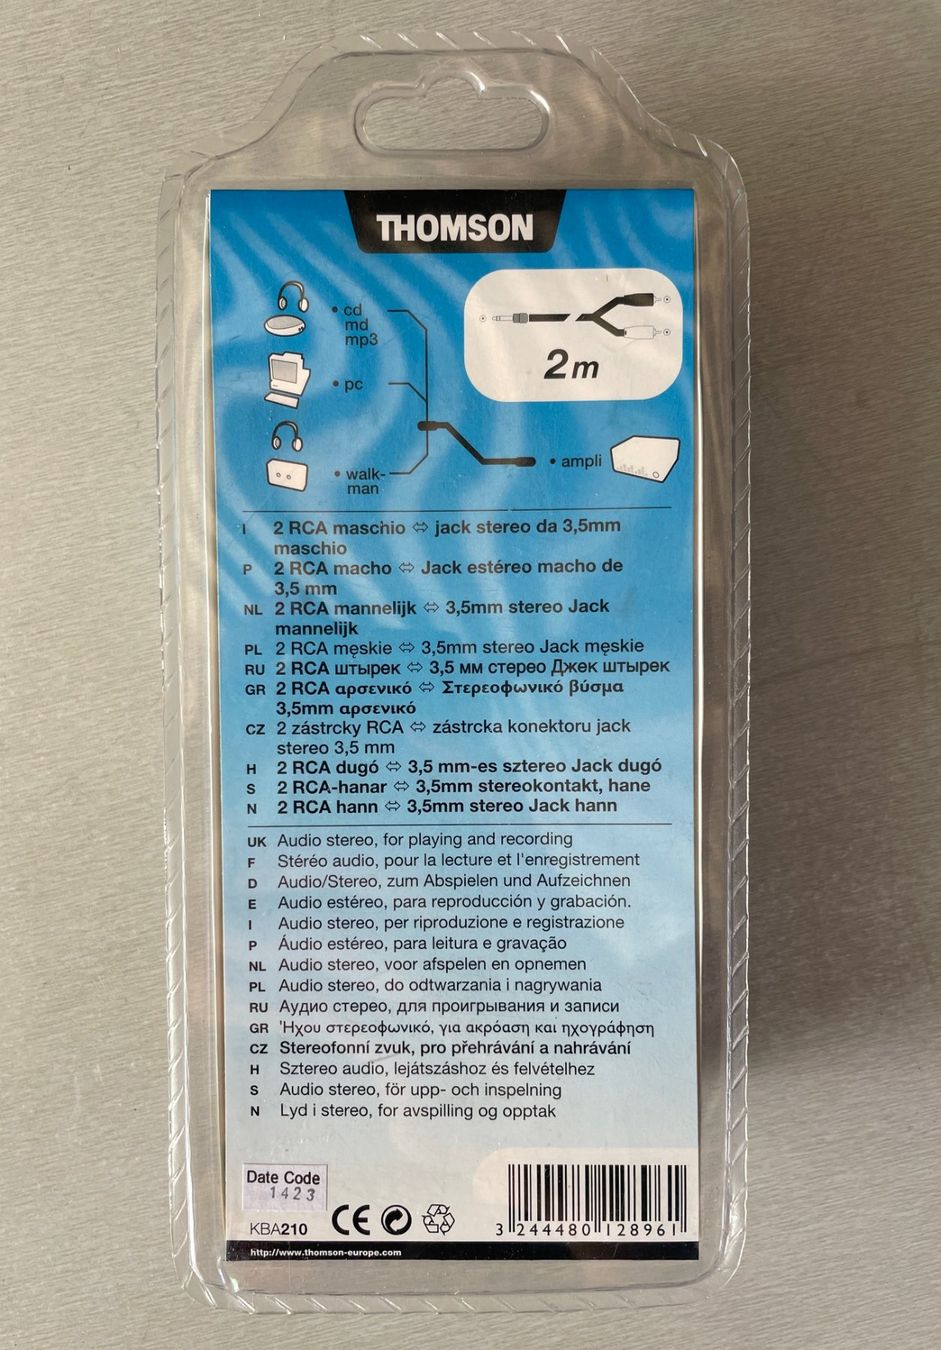 THOMSON
• cd
md
mp3
2m
• pc
• ampli
• walk-
man
I 2 RCA maschio ⇔ jack stereo da 3,5mm
maschio
P 2 RCA macho ⇔ Jack estéreo macho de
3,5 mm
NL 2 RCA mannelijk ⇔ 3,5mm stereo Jack
mannelijk
PL 2 RCA męskie ⇔ 3,5mm stereo Jack męskie
RU 2 RCA штырек ⇔ 3,5 мм стерео Джек штырек
GR 2 RCA αρσενικό ⇔ Στερεοφωνικό βύσμα
3,5mm αρσενικό
CZ 2 zástrcky RCA ⇔ zástrcka konektoru jack
stereo 3,5 mm
H 2 RCA dugó ⇔ 3,5 mm-es sztereo Jack dugó
S 2 RCA-hanar ⇔ 3,5mm stereokontakt, hane
N 2 RCA hann ⇔ 3,5mm stereo Jack hann
UK Audio stereo, for playing and recording
F Stéréo audio, pour la lecture et l'enregistrement
D Audio/Stereo, zum Abspielen und Aufzeichnen
E Audio estéreo, para reproducción y grabación.
I Audio stereo, per riproduzione e registrazione
P Áudio estéreo, para leitura e gravação
NL Audio stereo, voor afspelen en opnemen
PL Audio stereo, do odtwarzania i nagrywania
RU Аудио стерео, для проигрывания и записи
GR Ήχου στερεοφωνικό, για ακρόαση και ηχογράφηση
CZ Stereofonní zvuk, pro přehrávání a nahrávání
H Sztereo audio, lejátszáshoz és felvételhez
S Audio stereo, för upp- och inspelning
N Lyd i stereo, for avspilling og opptak
Date Code
1423
KBA210 CE
3 244480 128961
http://www.thomson-europe.com